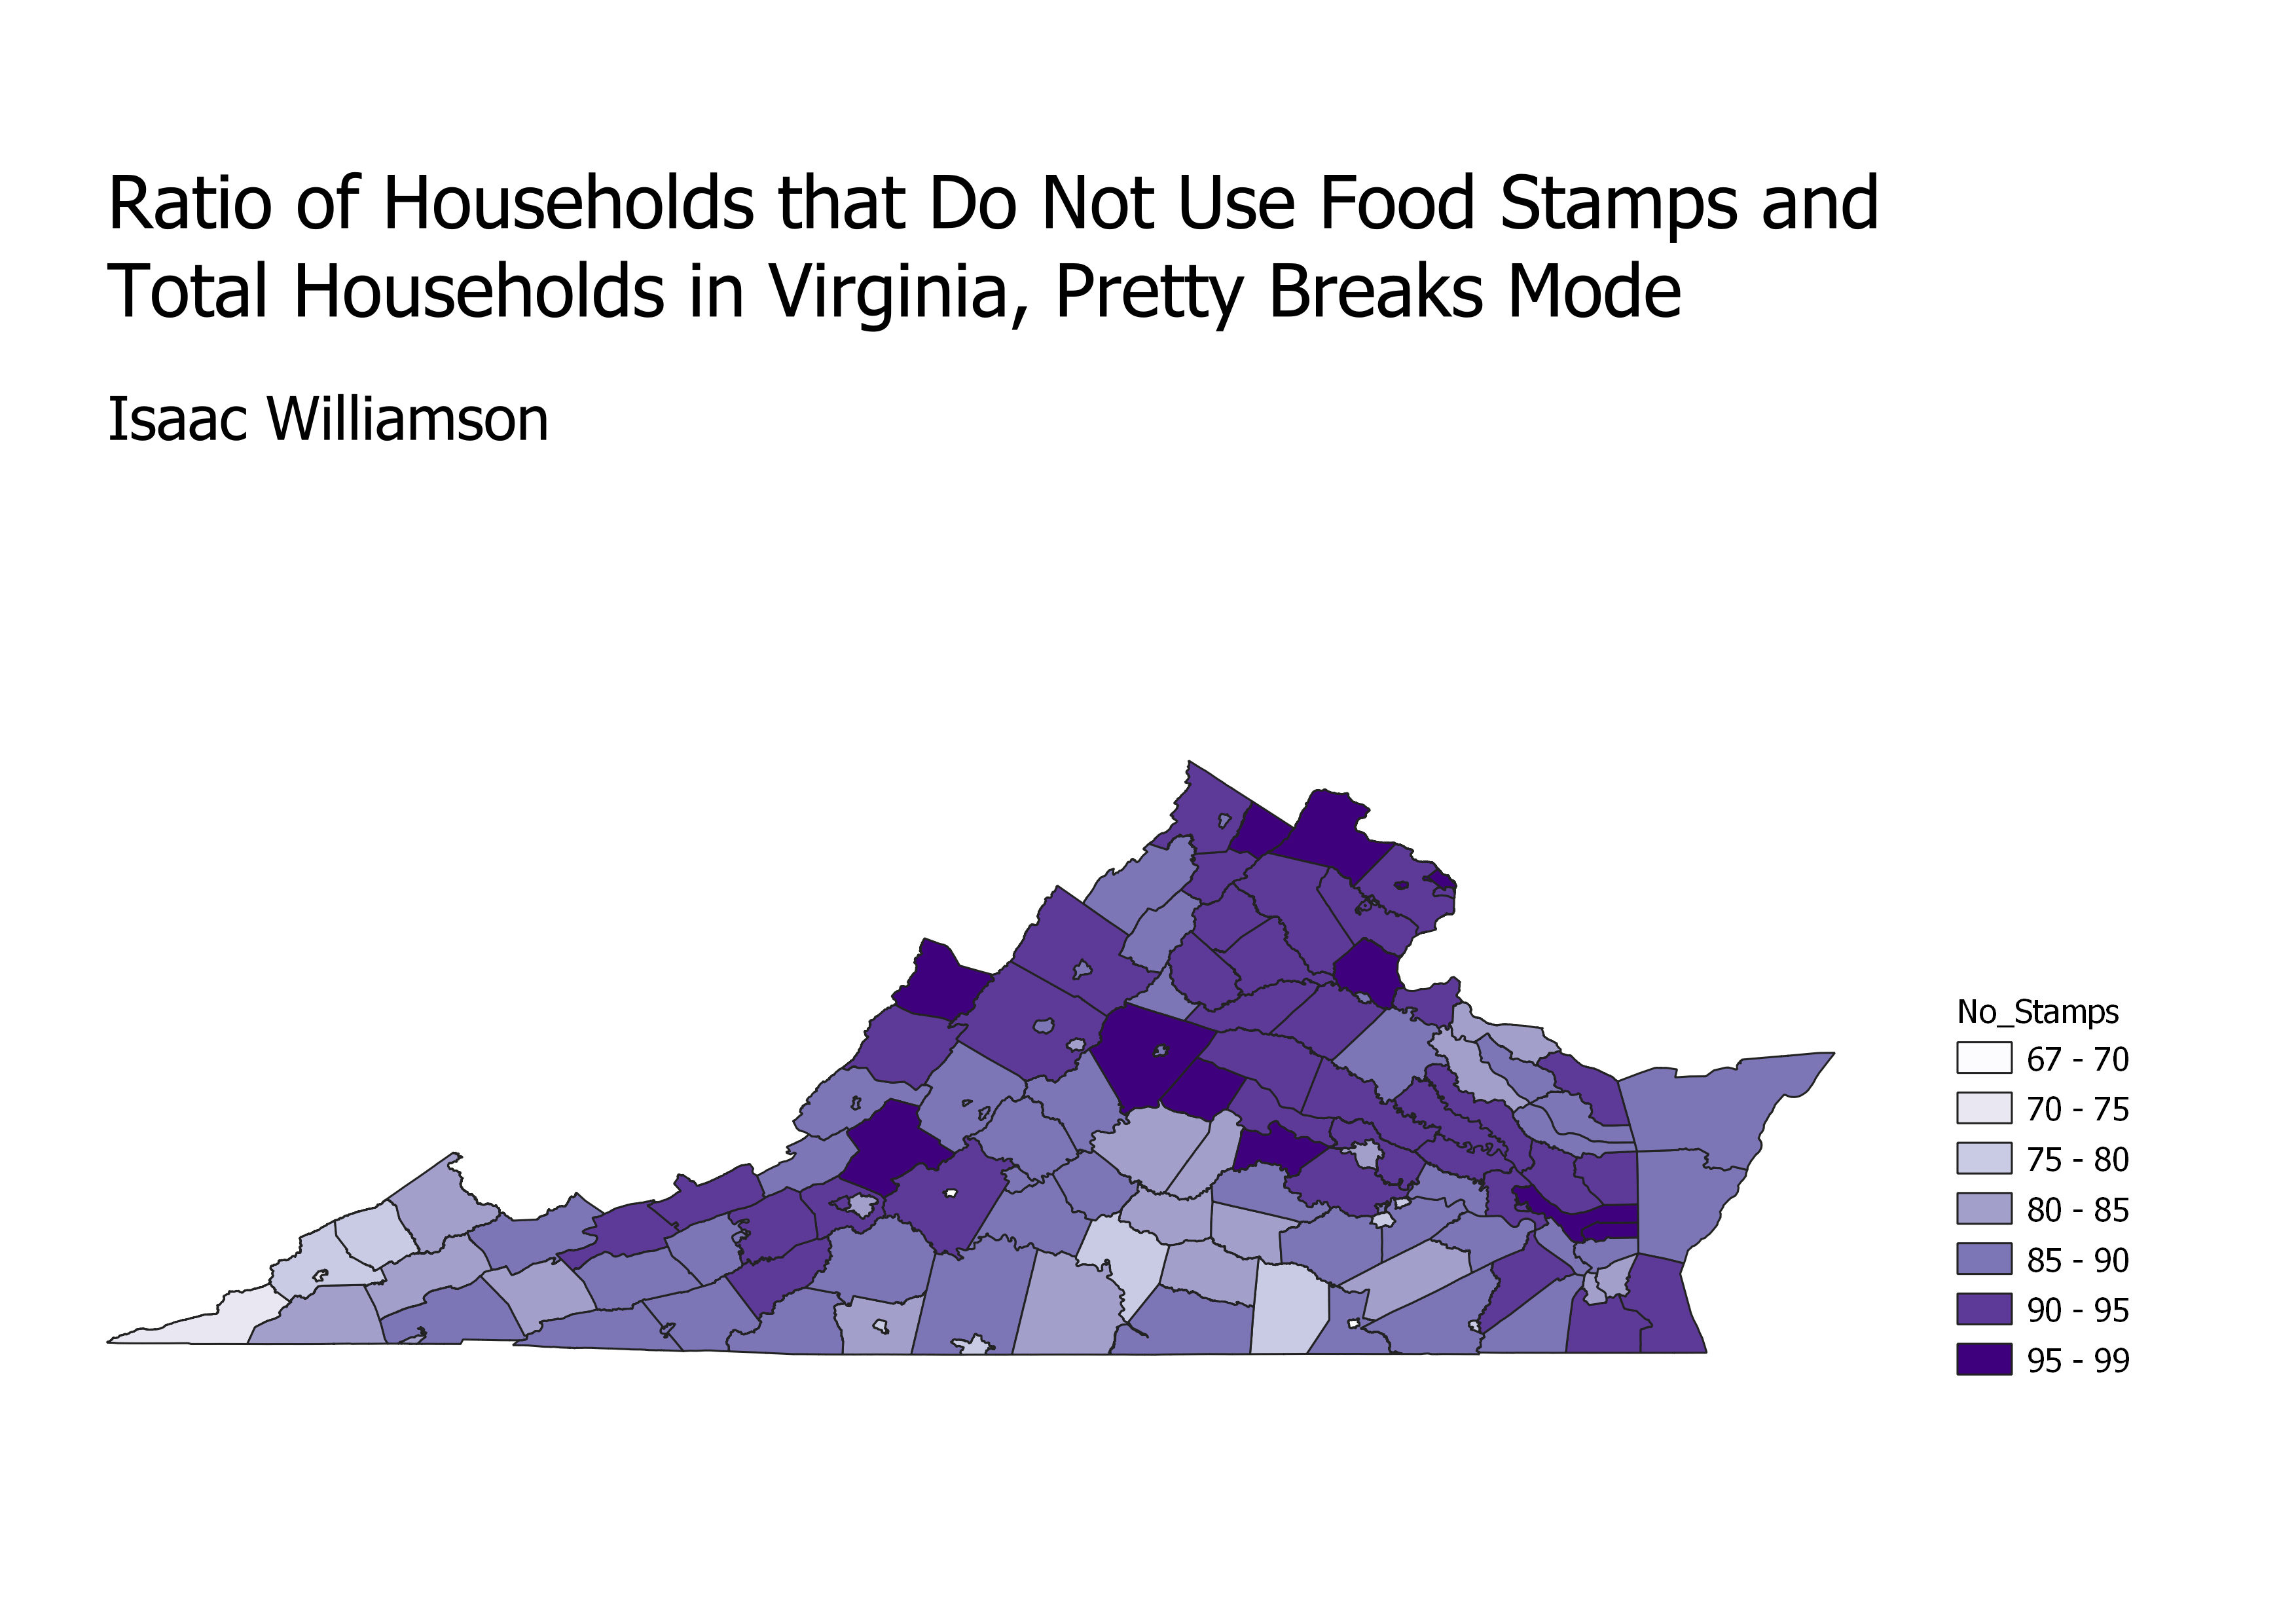 Ratio of Households that Do Not Use Food Stamps and
Total Households in Virginia, Pretty Breaks Mode
Isaac Williamson
No_Stamps
67 - 70
70 - 75
75 - 80
80 - 85
85 - 90
90 - 95
95 - 99